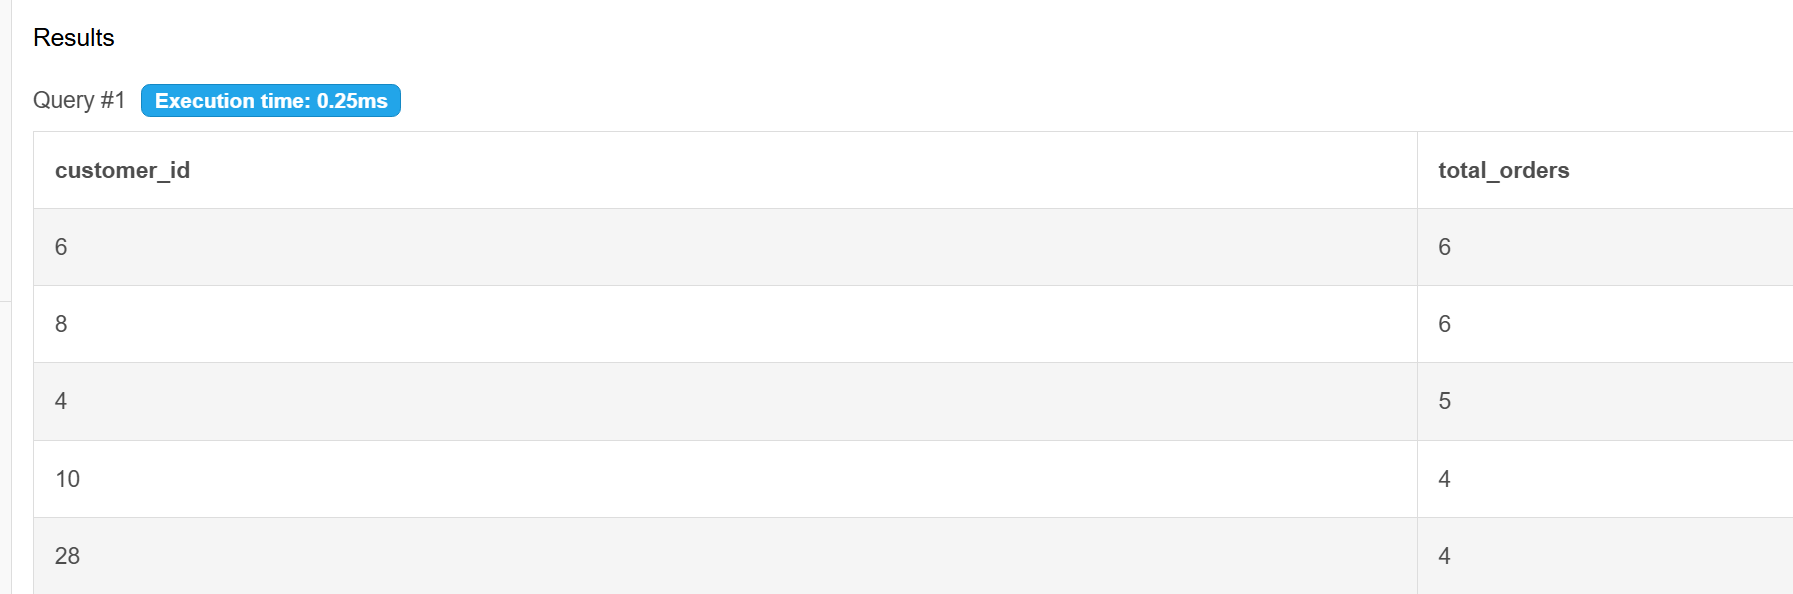 Results
Query #1 Execution time: 0.25ms
customer_id total_orders
6 6
8 6
4 5
10 4
28 4